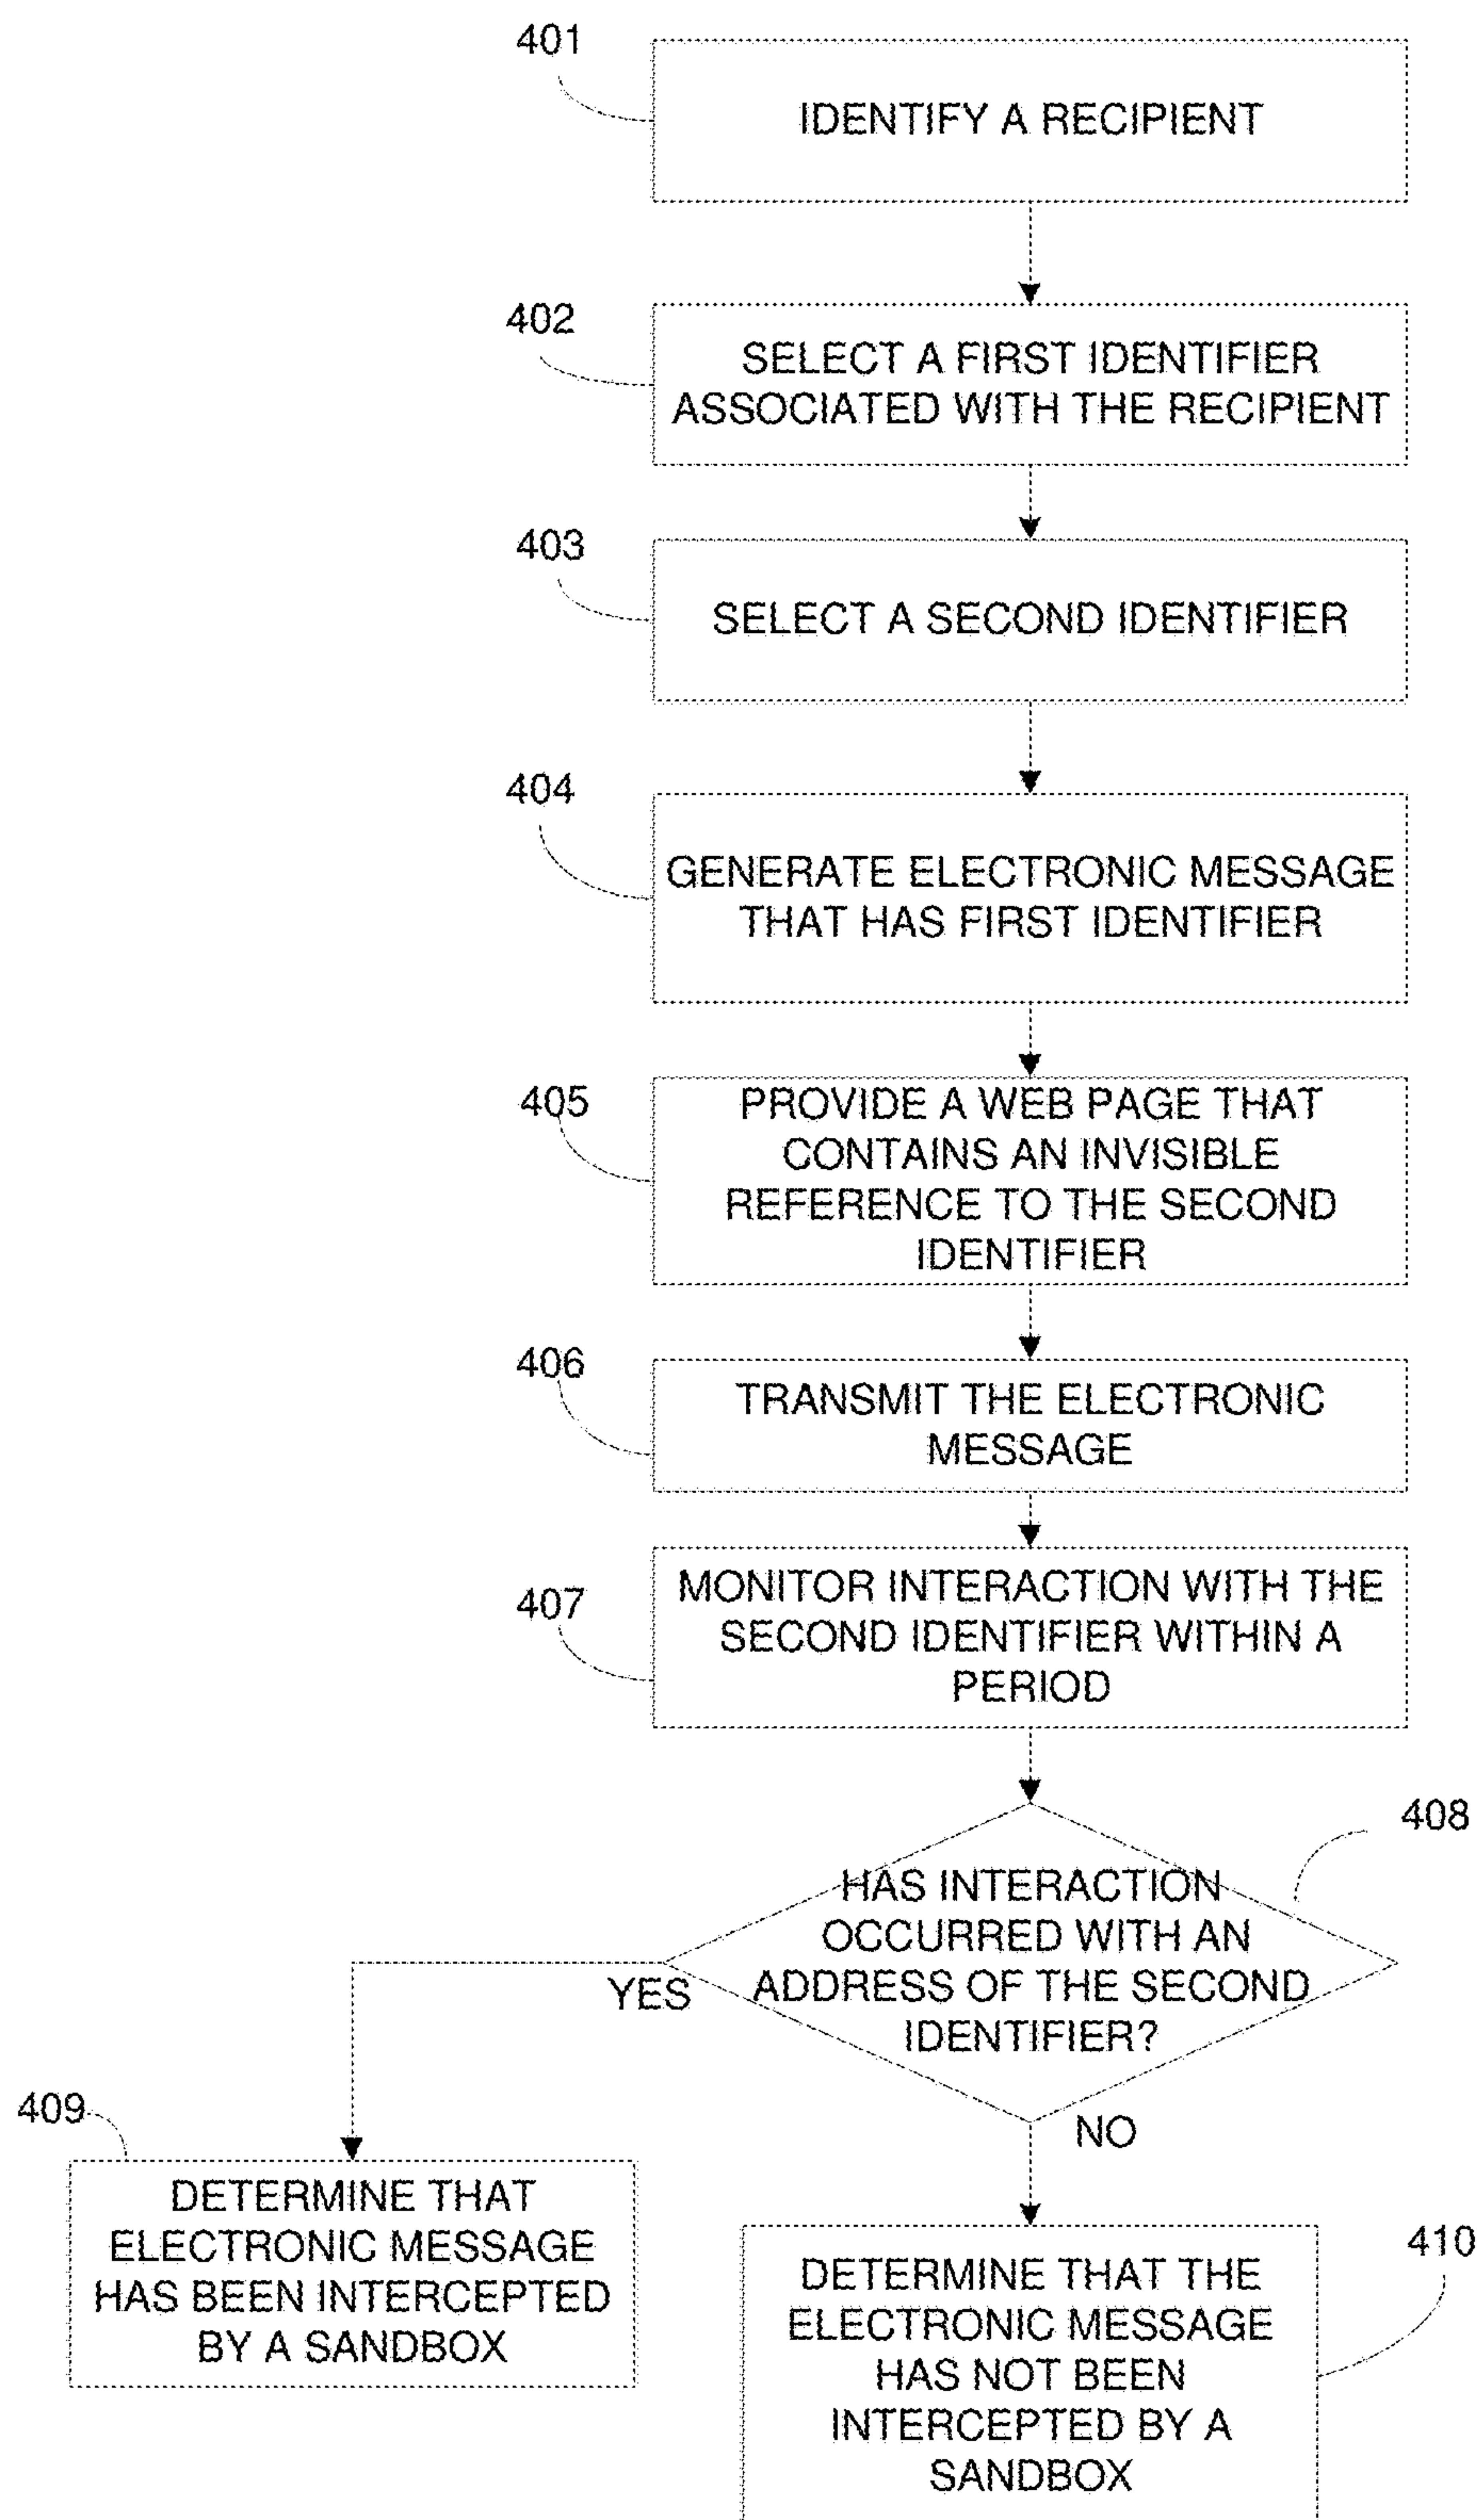 401
IDENTIFY A RECIPIENT
402
SELECT A FIRST IDENTIFIER
ASSOCIATED WITH THE RECIPIENT
403
SELECT A SECOND IDENTIFIER
404
GENERATE ELECTRONIC MESSAGE
THAT HAS FIRST IDENTIFIER
405
PROVIDE A WEB PAGE THAT
CONTAINS AN INVISIBLE
REFERENCE TO THE SECOND
IDENTIFIER
406
TRANSMIT THE ELECTRONIC
MESSAGE
407
MONITOR INTERACTION WITH THE
SECOND IDENTIFIER WITHIN A
PERIOD
408
HAS INTERACTION
OCCURRED WITH AN
ADDRESS OF THE SECOND
IDENTIFIER?
YES
NO
409
DETERMINE THAT
ELECTRONIC MESSAGE
HAS BEEN INTERCEPTED
BY A SANDBOX
410
DETERMINE THAT THE
ELECTRONIC MESSAGE
HAS NOT BEEN
INTERCEPTED BY A
SANDBOX